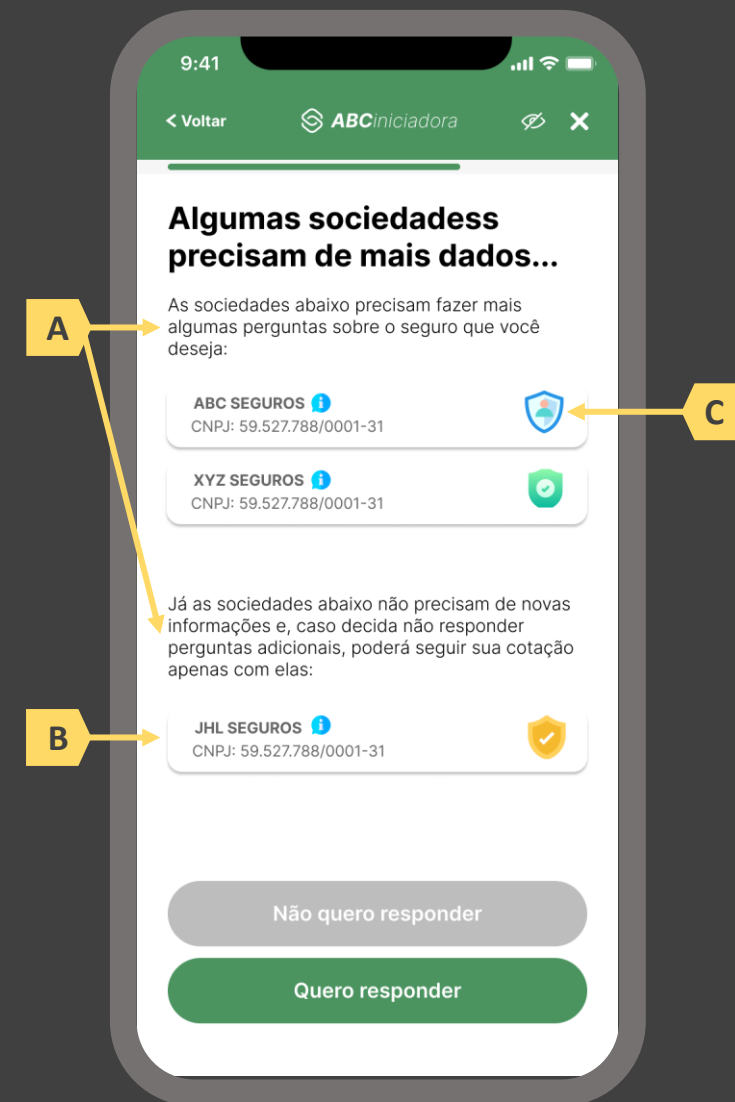 9:41
< Voltar
ABCiniciadora
Algumas sociedadess
precisam de mais dados...
As sociedades abaixo precisam fazer mais
algumas perguntas sobre o seguro que você
deseja:
A
ABC SEGUROS i
CNPJ: 59.527.788/0001-31
C
XYZ SEGUROS i
CNPJ: 59.527.788/0001-31
Já as sociedades abaixo não precisam de novas
informações e, caso decida não responder
perguntas adicionais, poderá seguir sua cotação
apenas com elas:
B
JHL SEGUROS i
CNPJ: 59.527.788/0001-31
Não quero responder
Quero responder